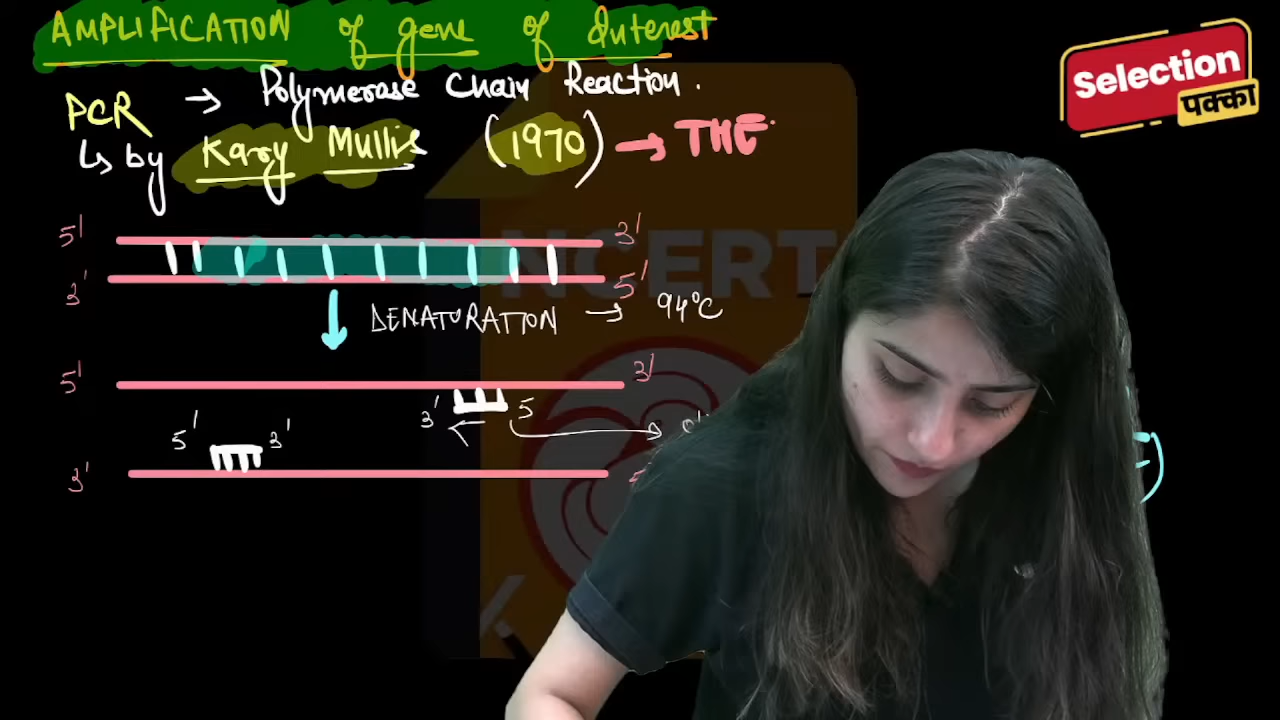 AMPLIFICATION of gene of Interest
PCR → Polymerase Chain Reaction.
↳ by Kary Mullis (1970) → THE
Selection
पक्का
5' 3'
3' 5'
NCERT
DENATURATION → 94°C
5' 3'
3' 5
5' 3'
3'